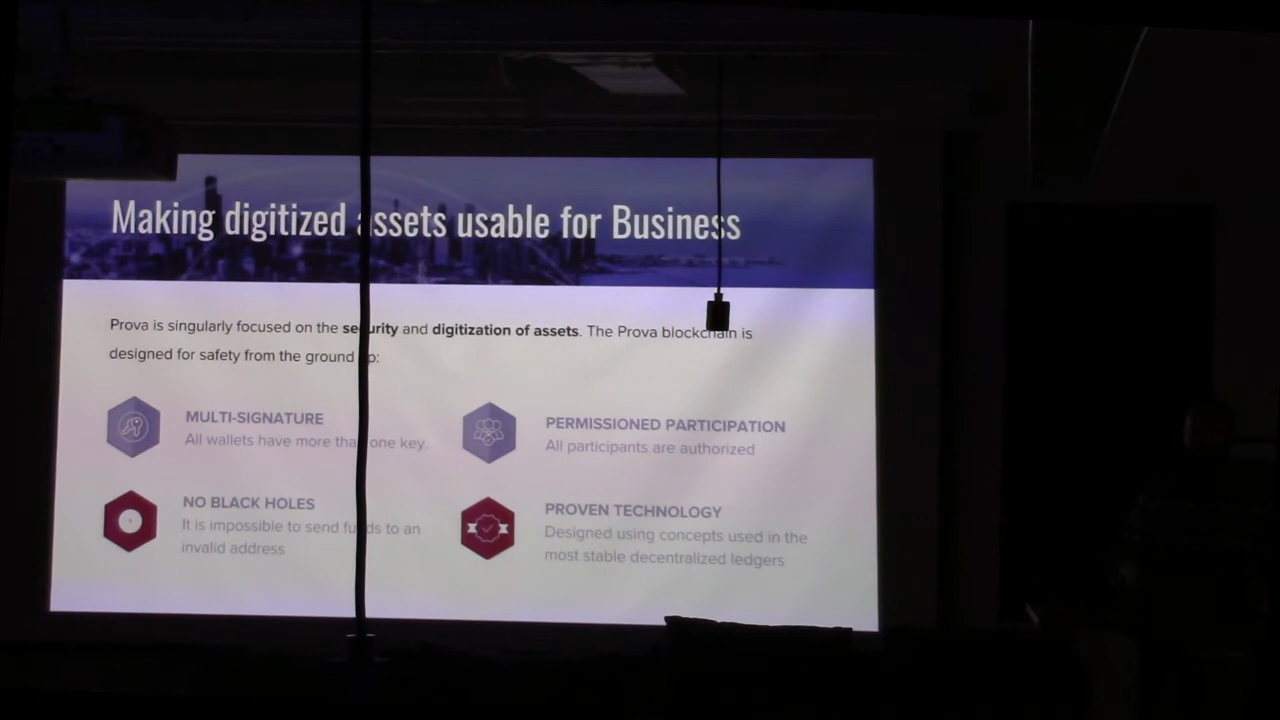 Making digitized assets usable for Business
Prova is singularly focused on the security and digitization of assets. The Prova blockchain is
designed for safety from the ground up:
MULTI-SIGNATURE
All wallets have more than one key.
PERMISSIONED PARTICIPATION
All participants are authorized
NO BLACK HOLES
It is impossible to send funds to an
invalid address
PROVEN TECHNOLOGY
Designed using concepts used in the
most stable decentralized ledgers